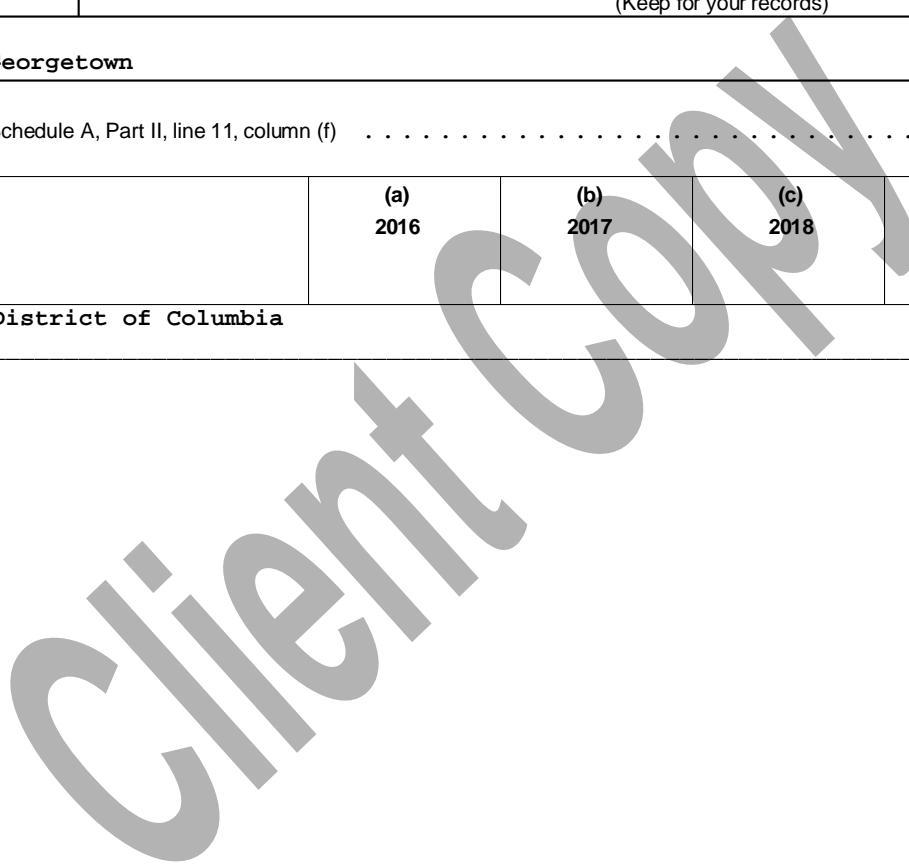 (Keep for your records)
eorgetown
chedule A, Part II, line 11, column (f) . . . . . . . . . . . . . . . . . . . . . . . . . . . . .
(a) (b) (c)
2016 2017 2018
District of Columbia
Client Copy